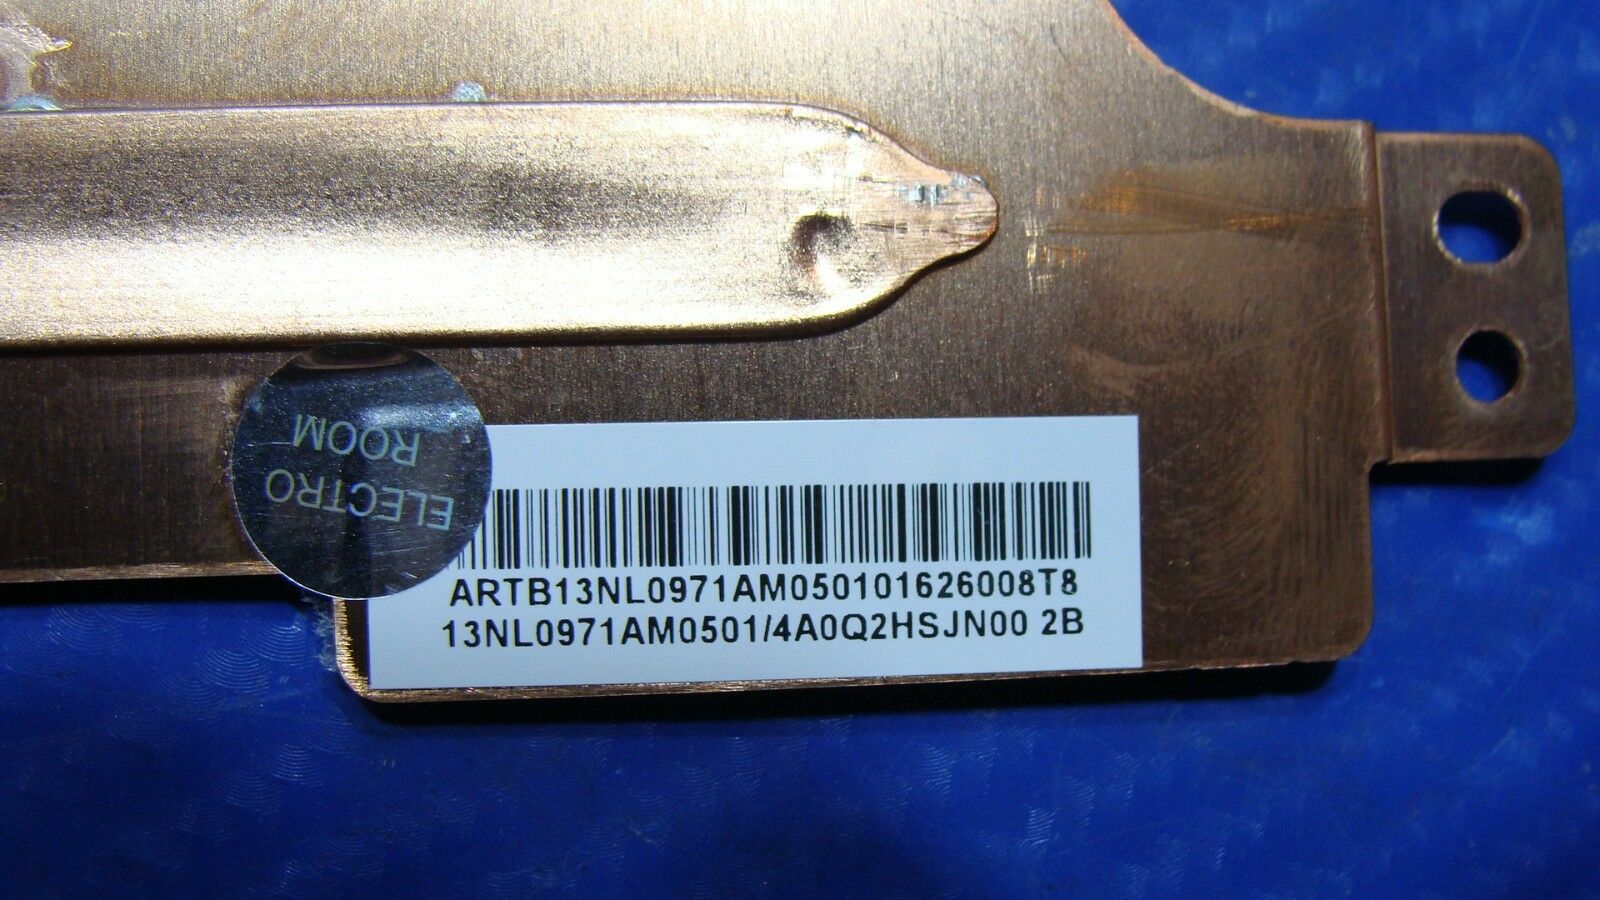 ELECTRO
ROOM
ARTB13NL0971AM050101626008T8
13NL0971AM0501/4A0Q2HSJN00 2B